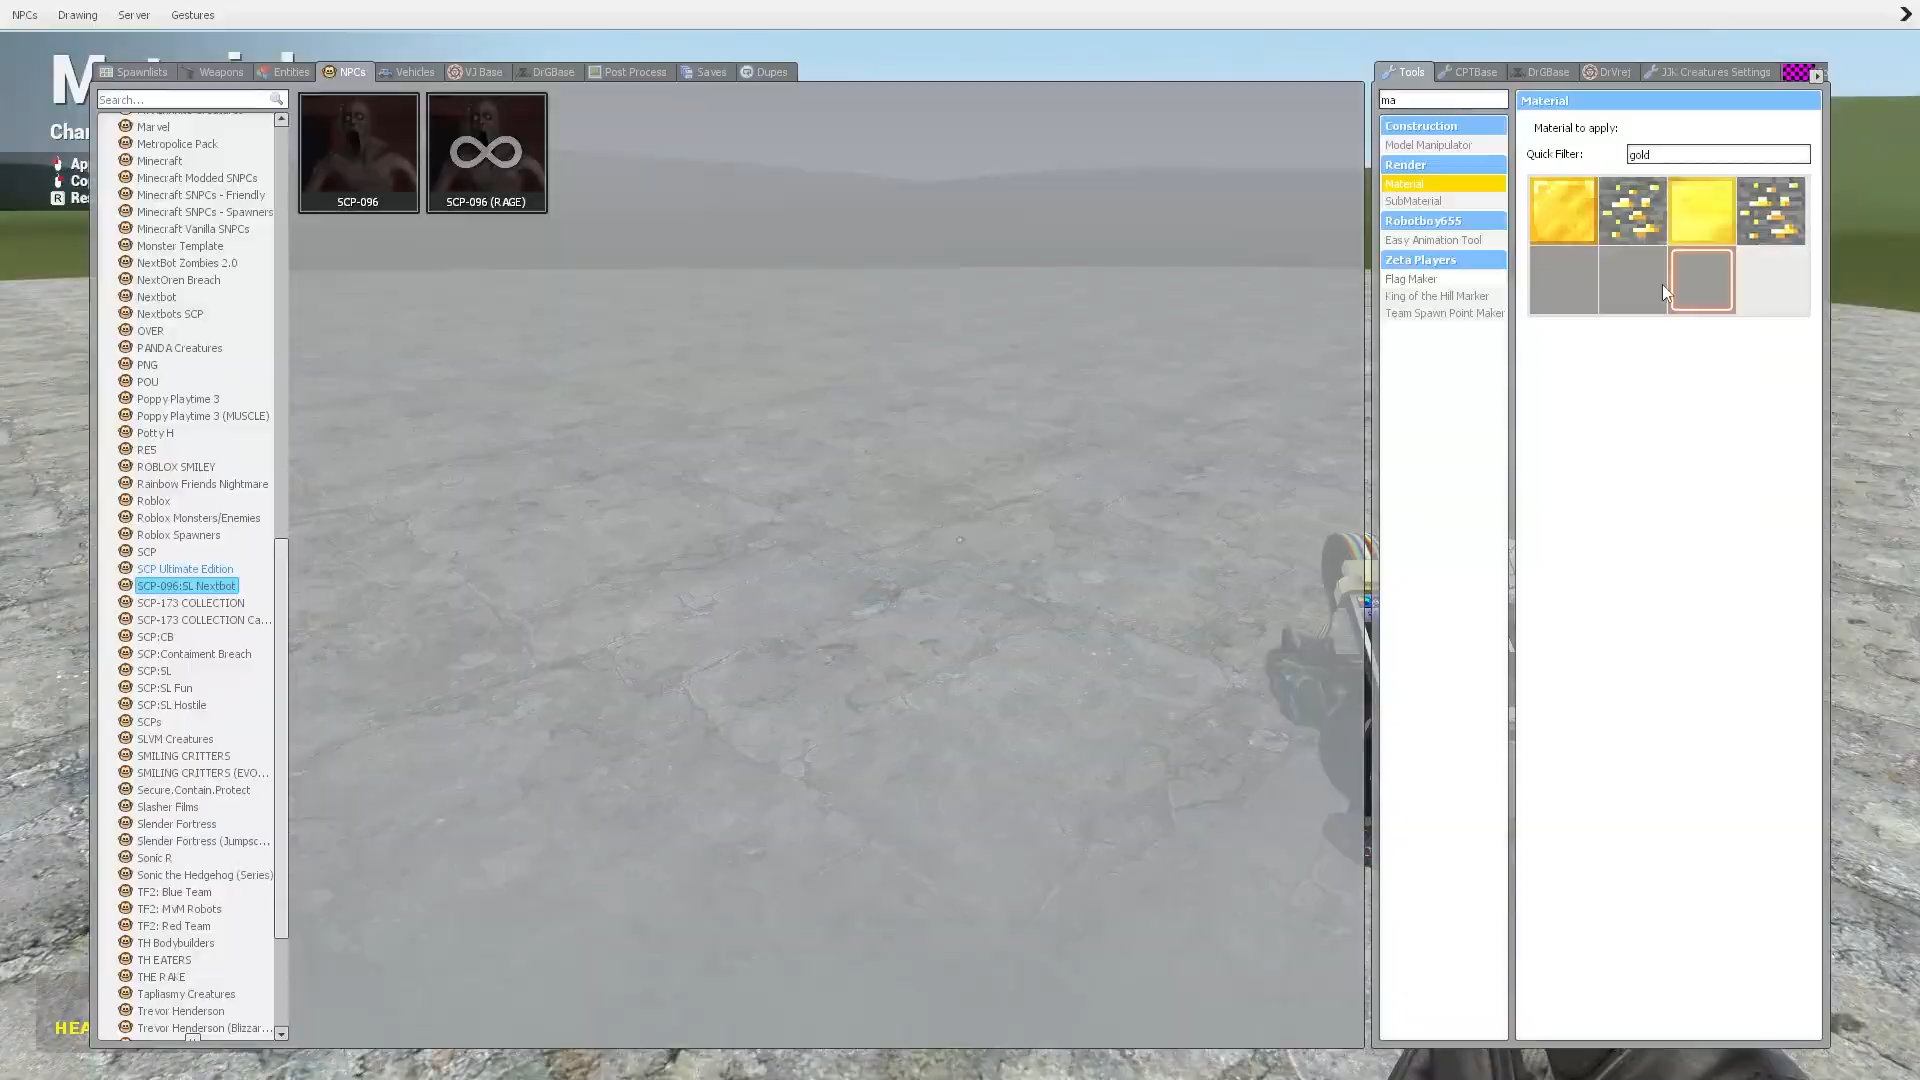 NPCs Drawing Server Gestures
Spawnlists Weapons Entities NPCs Vehicles VJ Base DrGBase Post Process Saves Dupes
Tools CPTBase DrGBase DrVrej JJK Creatures Settings
Search...
Marvel
Metropolice Pack
Minecraft
Minecraft Modded SNPCs
Minecraft SNPCs - Friendly
Minecraft SNPCs - Spawners
Minecraft Vanilla SNPCs
Monster Template
NextBot Zombies 2.0
NextOren Breach
Nextbot
Nextbots SCP
OVER
PANDA Creatures
PNG
POU
Poppy Playtime 3
Poppy Playtime 3 (MUSCLE)
Potty H
RE5
ROBLOX SMILEY
Rainbow Friends Nightmare
Roblox
Roblox Monsters/Enemies
Roblox Spawners
SCP
SCP Ultimate Edition
SCP-096:SL Nextbot
SCP-173 COLLECTION
SCP-173 COLLECTION Ca...
SCP:CB
SCP:Contaiment Breach
SCP:SL
SCP:SL Fun
SCP:SL Hostile
SCPs
SLVM Creatures
SMILING CRITTERS
SMILING CRITTERS (EVO...
Secure.Contain.Protect
Slasher Films
Slender Fortress
Slender Fortress (Jumpsc...
Sonic R
Sonic the Hedgehog (Series)
TF2: Blue Team
TF2: MvM Robots
TF2: Red Team
TH Bodybuilders
TH EATERS
THE RAKE
Tapliasmy Creatures
Trevor Henderson
Trevor Henderson (Blizzar...
SCP-096
SCP-096 (RAGE)
ma
Construction
Model Manipulator
Render
Material
SubMaterial
Robotboy655
Easy Animation Tool
Zeta Players
Flag Maker
King of the Hill Marker
Team Spawn Point Maker
Material
Material to apply:
Quick Filter: gold
R
HEA